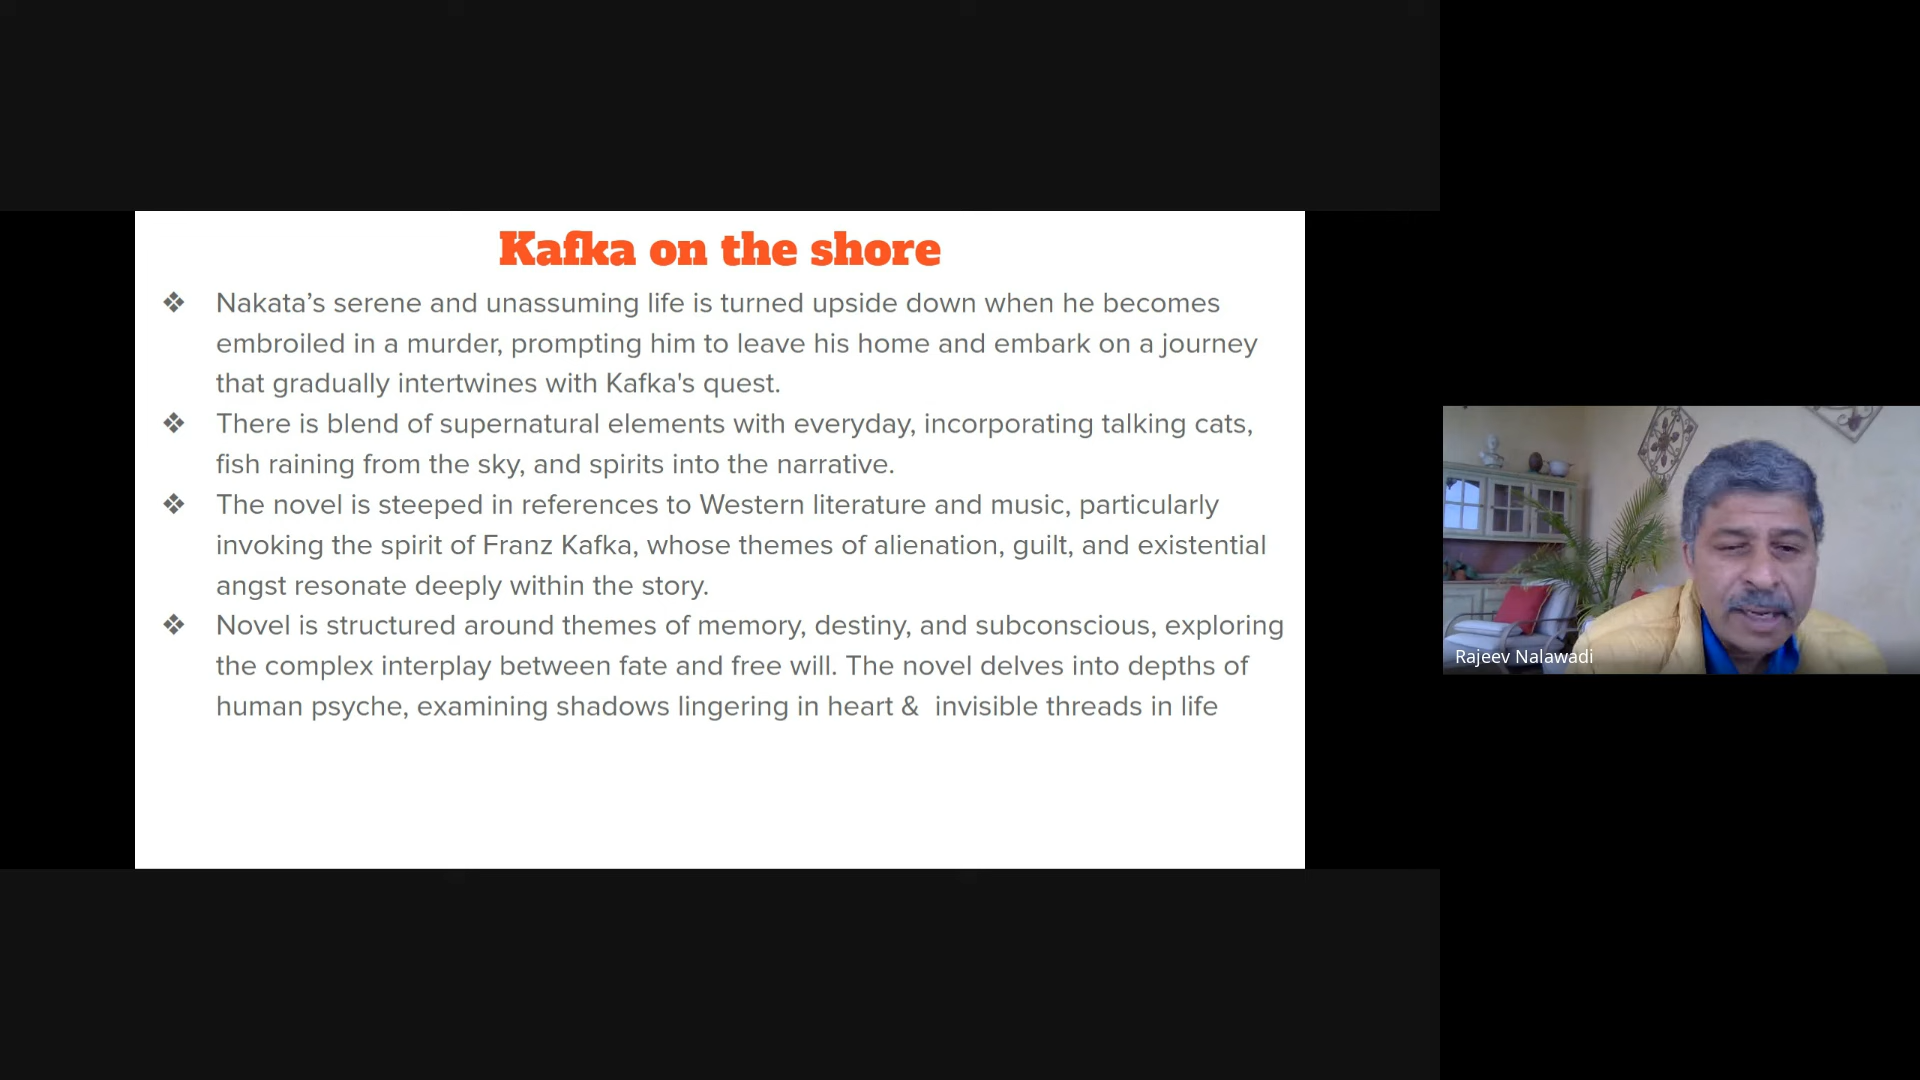 Kafka on the shore
❖ Nakata’s serene and unassuming life is turned upside down when he becomes
embroiled in a murder, prompting him to leave his home and embark on a journey
that gradually intertwines with Kafka's quest.
❖ There is blend of supernatural elements with everyday, incorporating talking cats,
fish raining from the sky, and spirits into the narrative.
❖ The novel is steeped in references to Western literature and music, particularly
invoking the spirit of Franz Kafka, whose themes of alienation, guilt, and existential
angst resonate deeply within the story.
❖ Novel is structured around themes of memory, destiny, and subconscious, exploring
the complex interplay between fate and free will. The novel delves into depths of
human psyche, examining shadows lingering in heart &  invisible threads in life
Rajeev Nalawadi